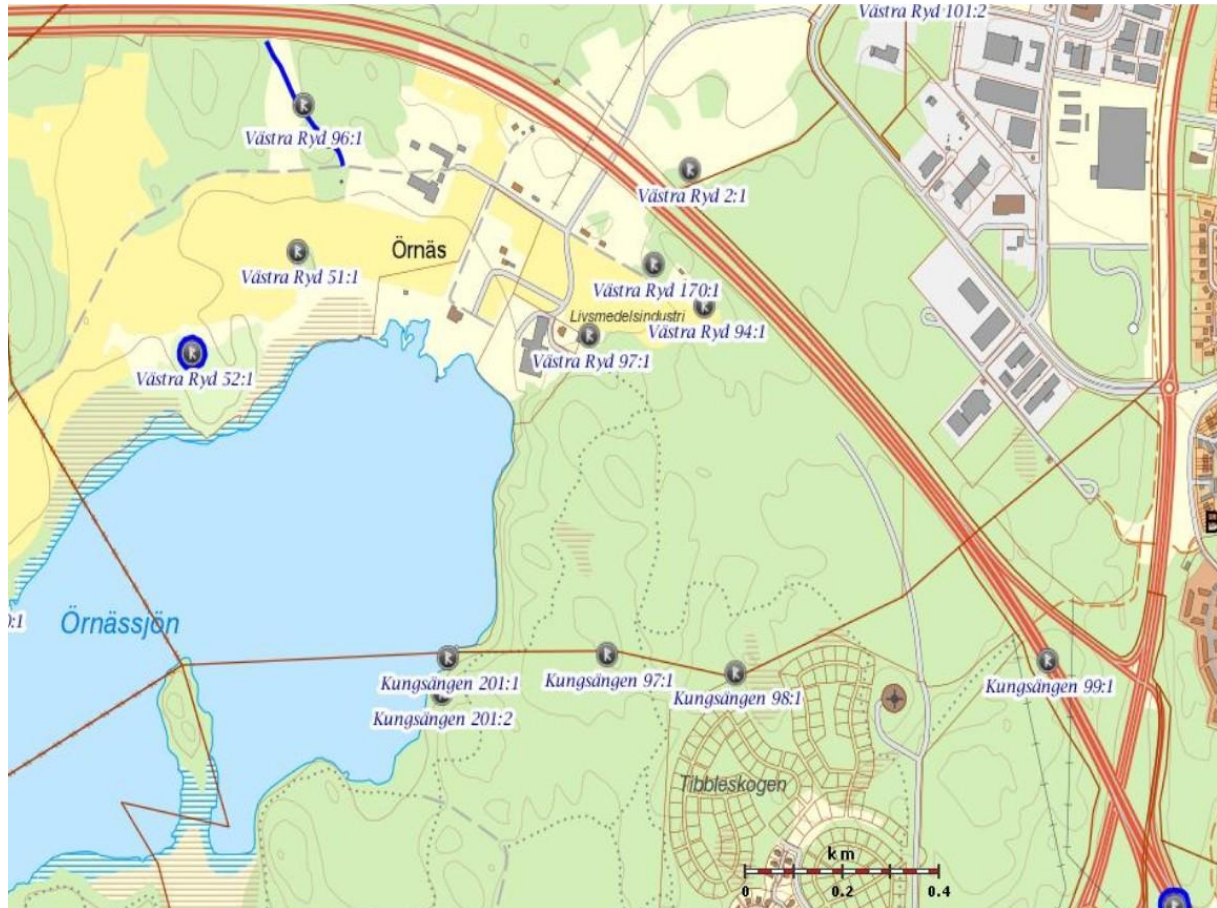 Västra Ryd 101:2
Västra Ryd 96:1
Västra Ryd 2:1
Örnäs
Västra Ryd 51:1
Västra Ryd 170:1
Livsmedelsindustri
Västra Ryd 94:1
Västra Ryd 97:1
Västra Ryd 52:1
B
:1
Örnässjön
Kungsängen 201:1
Kungsängen 97:1
Kungsängen 98:1
Kungsängen 99:1
Kungsängen 201:2
Tibbleskogen
km
0 0.2 0.4